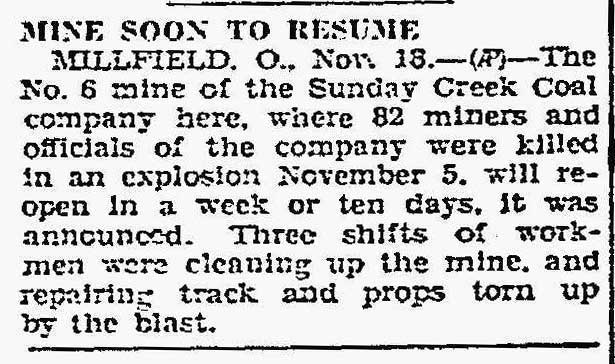 MINE SOON TO RESUME
MILLFIELD, O., Nov. 18.—(AP)—The
No. 6 mine of the Sunday Creek Coal
company here, where 82 miners and
officials of the company were killed
in an explosion November 5, will re-
open in a week or ten days, it was
announced. Three shifts of work-
men were cleaning up the mine, and
repairing track and props torn up
by the blast.